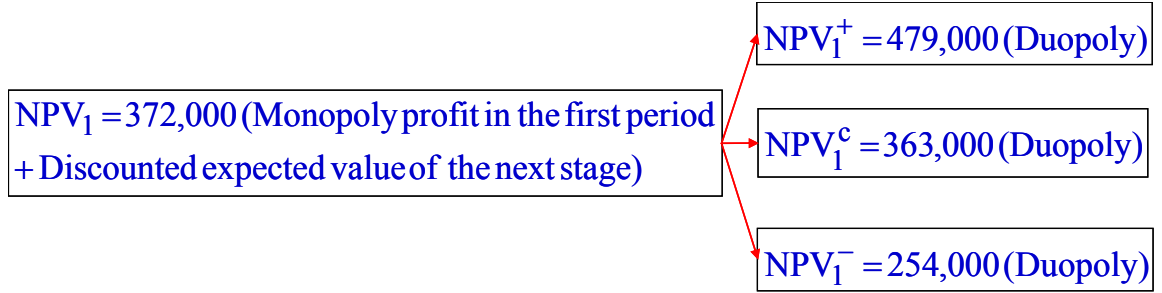 NPV₁⁺ = 479,000 (Duopoly)
NPV₁ = 372,000 (Monopoly profit in the first period
+ Discounted expected value of the next stage)
NPV₁ᶜ = 363,000 (Duopoly)
NPV₁⁻ = 254,000 (Duopoly)